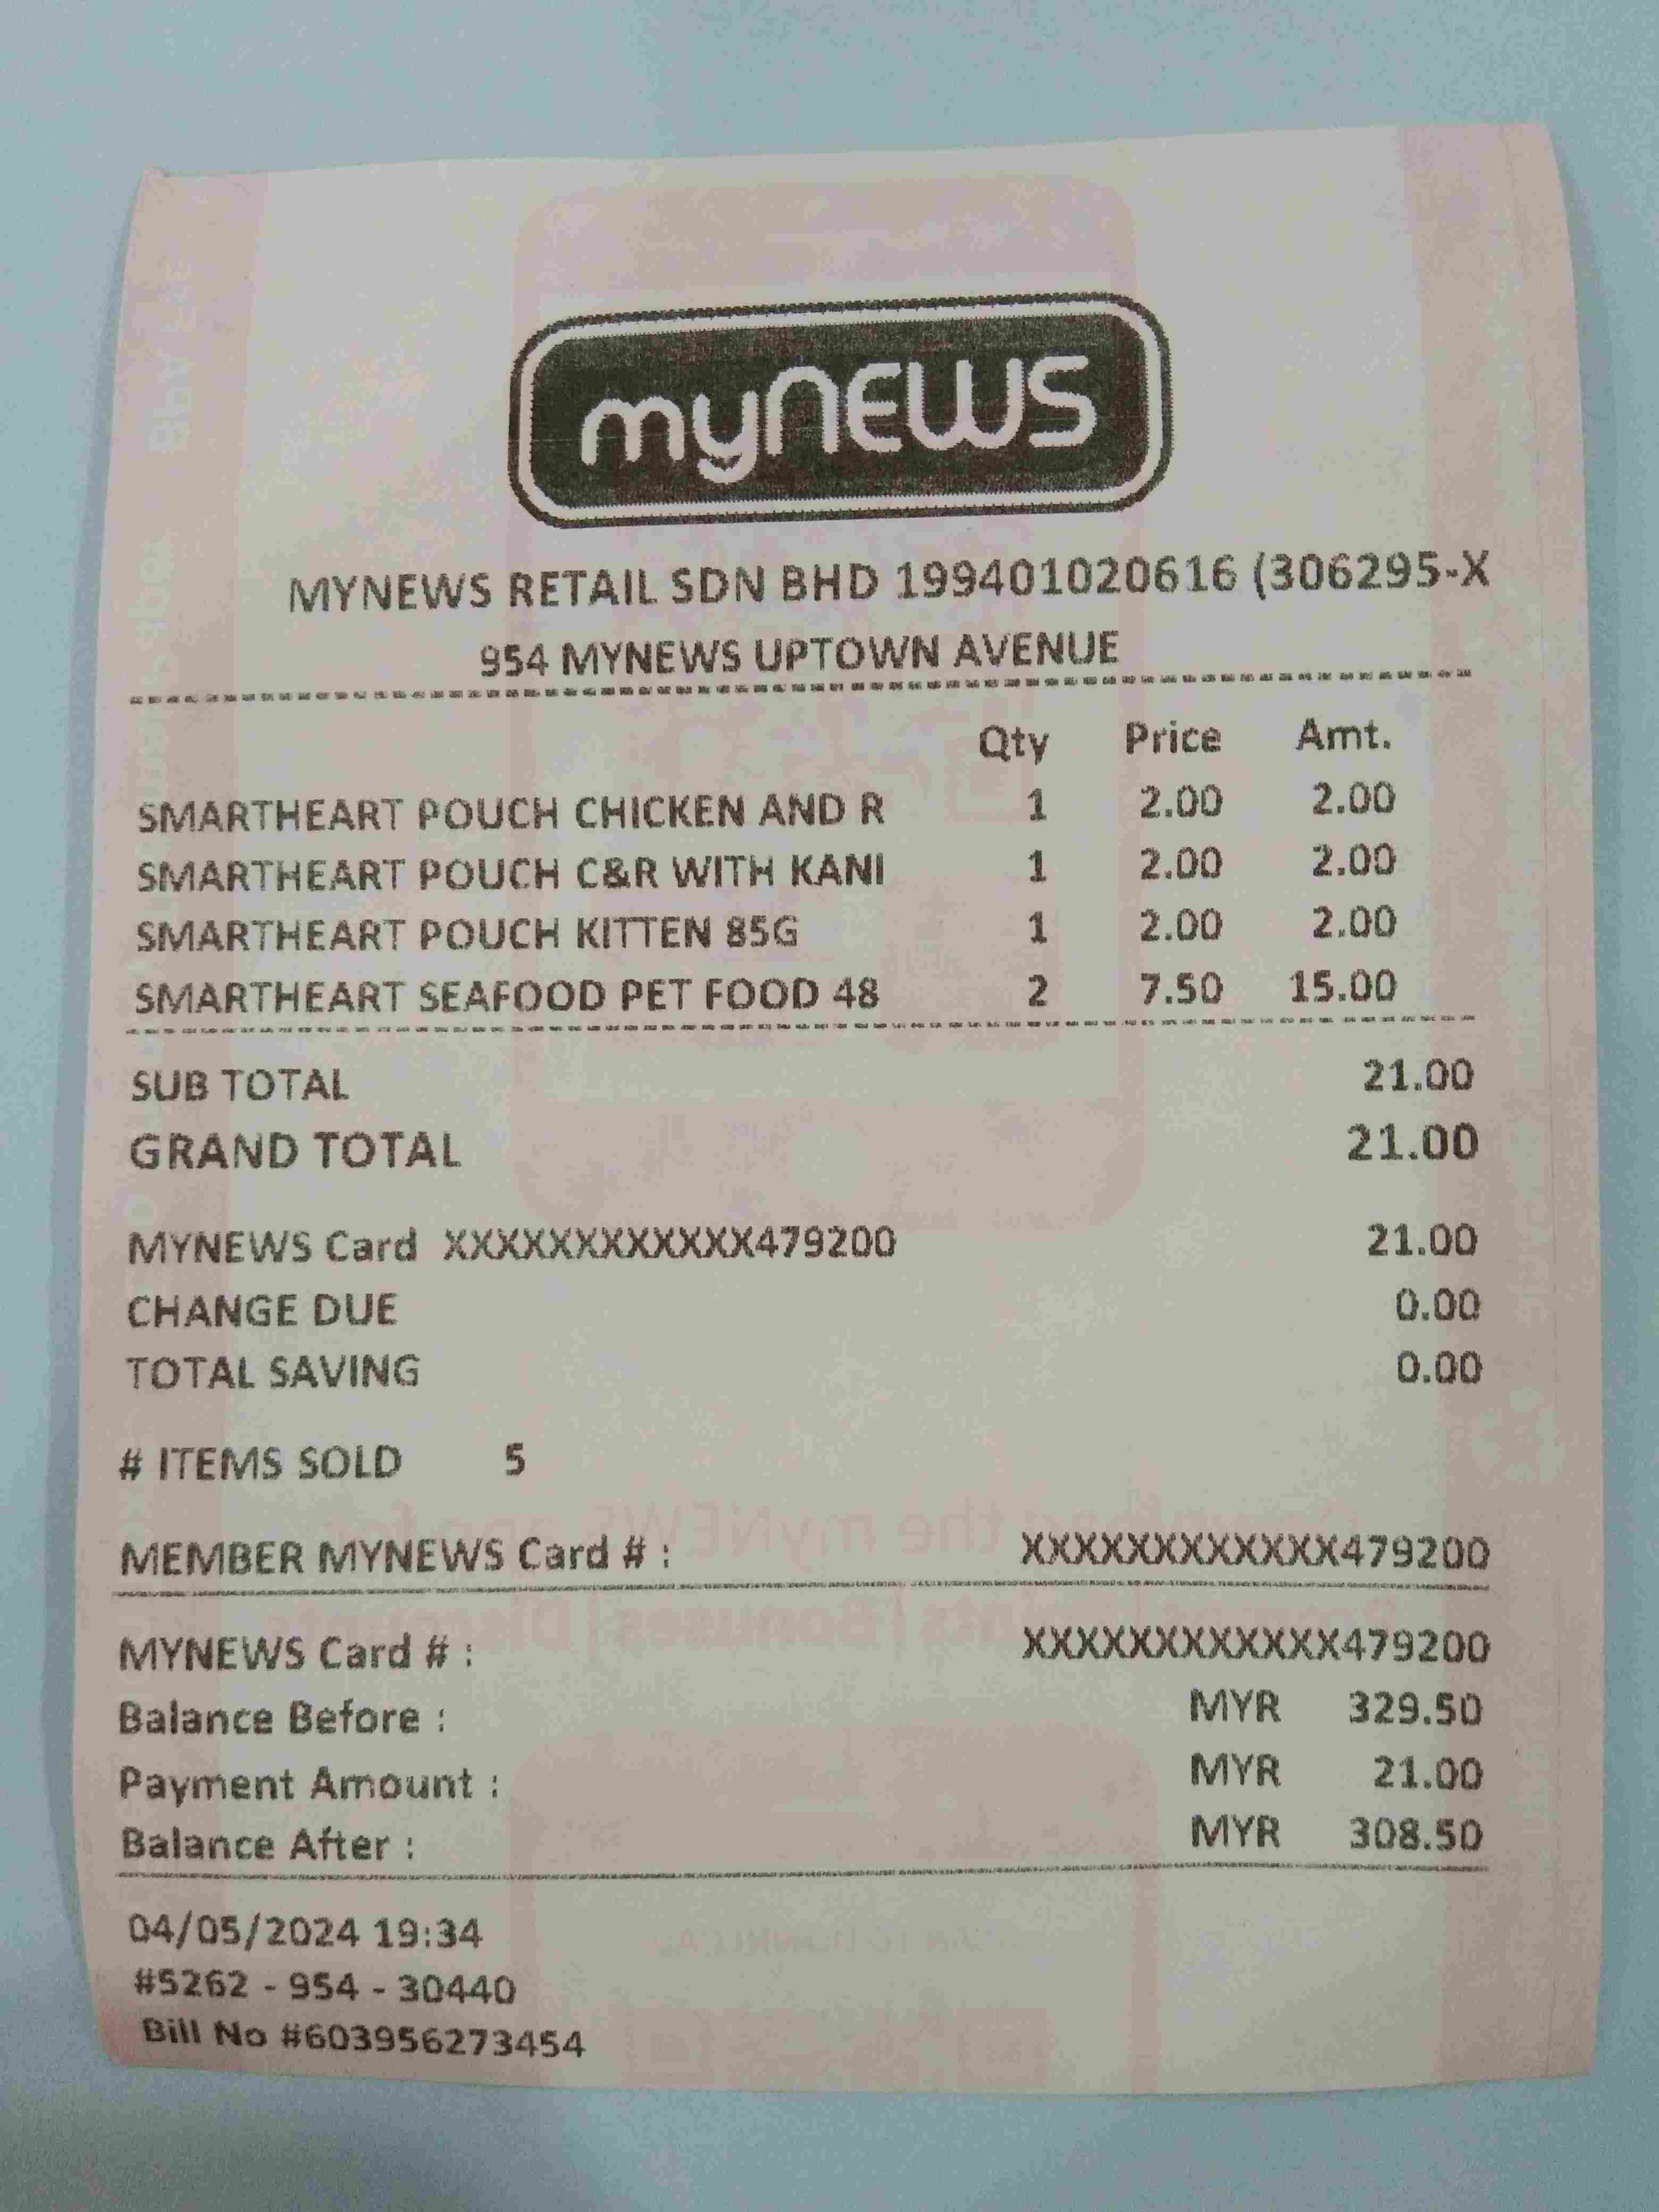 myNEWS
MYNEWS RETAIL SDN BHD 199401020616 (306295-X
954 MYNEWS UPTOWN AVENUE
Qty Price Amt.
SMARTHEART POUCH CHICKEN AND R 1 2.00 2.00
SMARTHEART POUCH C&R WITH KANI 1 2.00 2.00
SMARTHEART POUCH KITTEN 85G 1 2.00 2.00
SMARTHEART SEAFOOD PET FOOD 48 2 7.50 15.00
SUB TOTAL 21.00
GRAND TOTAL 21.00
MYNEWS Card XXXXXXXXXXXX479200 21.00
CHANGE DUE 0.00
TOTAL SAVING 0.00
# ITEMS SOLD 5
MEMBER MYNEWS Card # : XXXXXXXXXXXX479200
MYNEWS Card # : XXXXXXXXXXXX479200
Balance Before : MYR 329.50
Payment Amount : MYR 21.00
Balance After : MYR 308.50
04/05/2024 19:34
#5262 - 954 - 30440
Bill No #603956273454